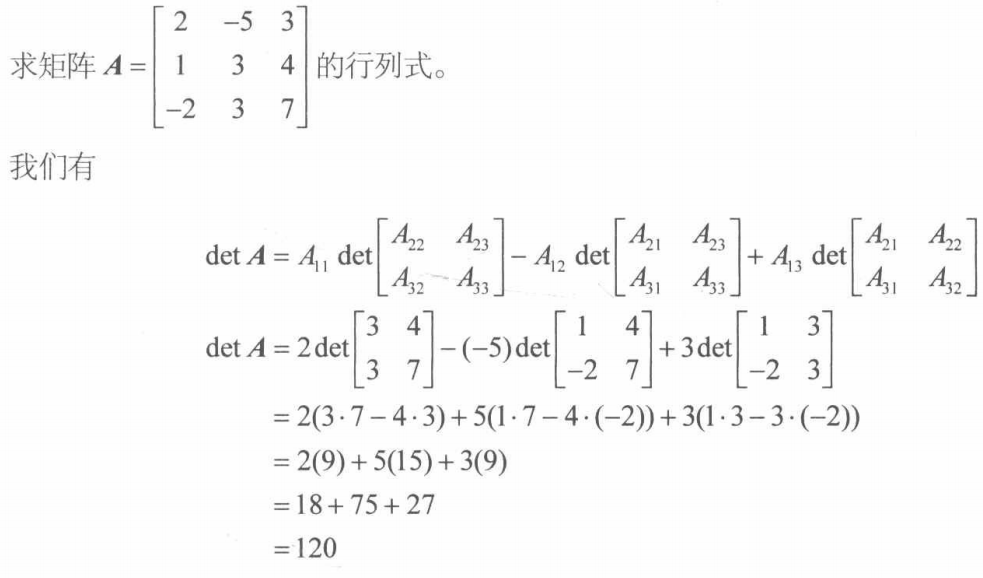 求矩阵 A = [2 -5 3; 1 3 4; -2 3 7] 的行列式。
我们有
det A = A₁₁ det[A₂₂ A₂₃; A₃₂ A₃₃] − A₁₂ det[A₂₁ A₂₃; A₃₁ A₃₃] + A₁₃ det[A₂₁ A₂₂; A₃₁ A₃₂]
det A = 2det[3 4; 3 7] − (−5)det[1 4; −2 7] + 3det[1 3; −2 3]
= 2(3·7 − 4·3) + 5(1·7 − 4·(−2)) + 3(1·3 − 3·(−2))
= 2(9) + 5(15) + 3(9)
= 18 + 75 + 27
= 120